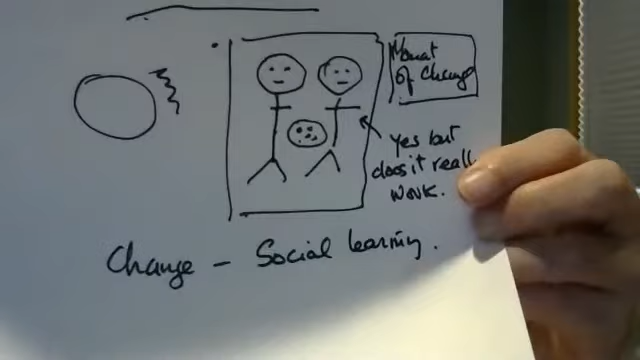 Moment
of Change
Yes but
does it really
work.
Change - Social learning.